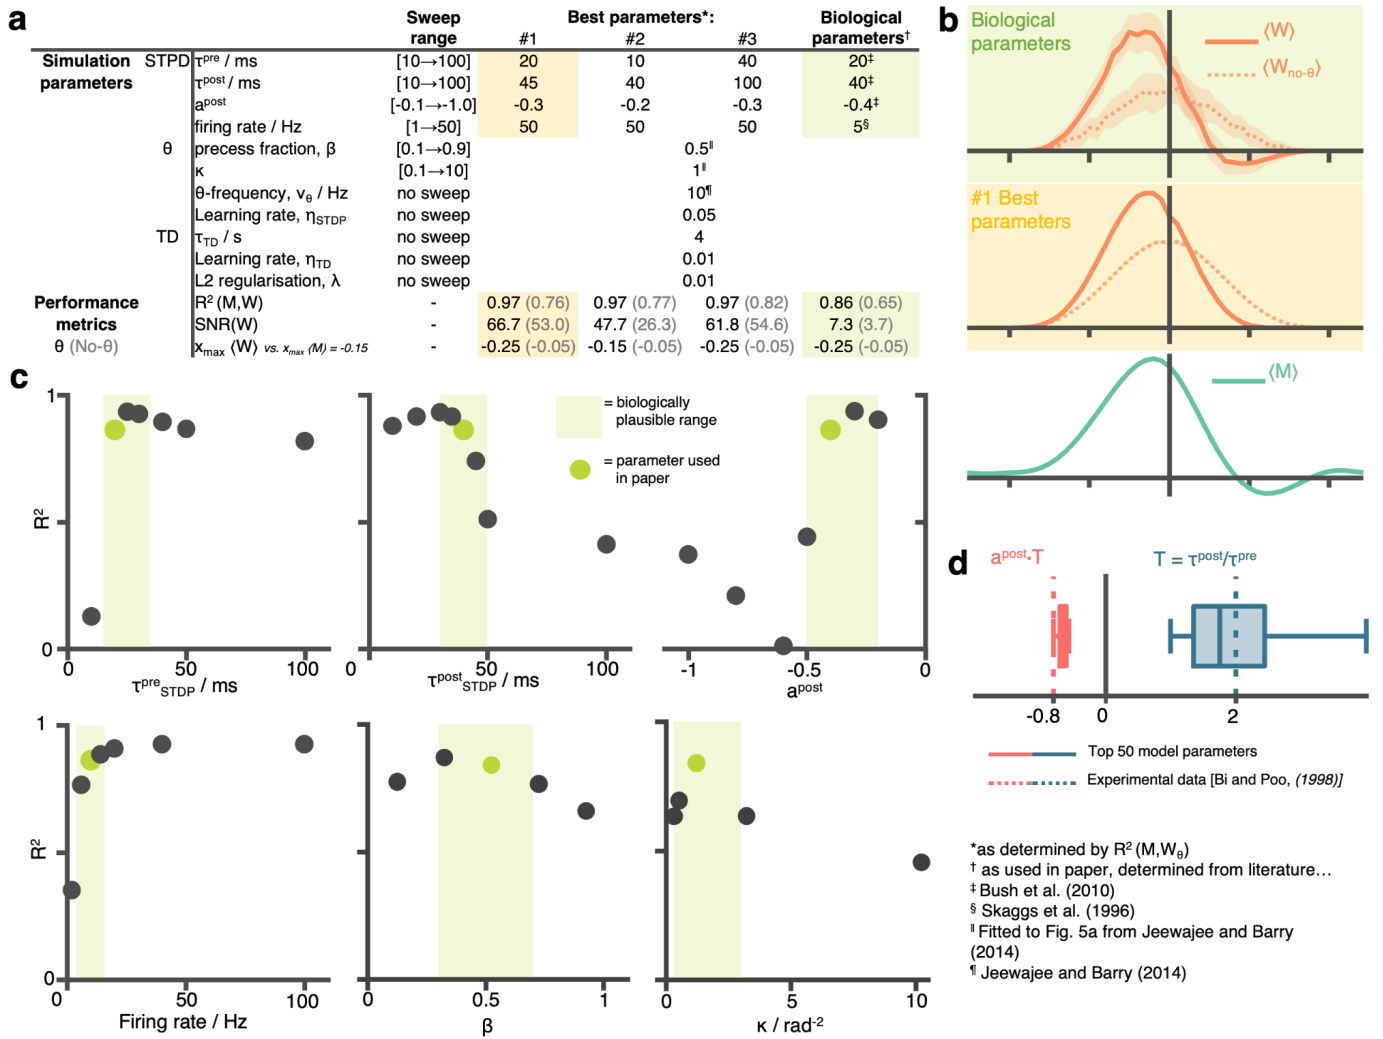 a
Sweep range Best parameters*: Biological parameters†
#1 #2 #3
Simulation parameters STPD τpre / ms [10→100] 20 10 40 20‡
τpost / ms [10→100] 45 40 100 40‡
apost [-0.1→-1.0] -0.3 -0.2 -0.3 -0.4‡
firing rate / Hz [1→50] 50 50 50 5§
θ precess fraction, β [0.1→0.9] 0.5‖
κ [0.1→10] 1‖
θ-frequency, vθ / Hz no sweep 10¶
Learning rate, ηSTDP no sweep 0.05
TD τTD / s no sweep 4
Learning rate, ηTD no sweep 0.01
L2 regularisation, λ no sweep 0.01
Performance metrics R² (M,W) - 0.97 (0.76) 0.97 (0.77) 0.97 (0.82) 0.86 (0.65)
SNR(W) - 66.7 (53.0) 47.7 (26.3) 61.8 (54.6) 7.3 (3.7)
θ (No-θ) xmax ⟨W⟩ vs. xmax ⟨M⟩ = -0.15 - -0.25 (-0.05) -0.15 (-0.05) -0.25 (-0.05) -0.25 (-0.05)
b
Biological
parameters
⟨W⟩
⟨Wno-θ⟩
#1 Best
parameters
⟨M⟩
c
1
R²
0
0 50 100
τpreSTDP / ms
0 50 100
τpostSTDP / ms
= biologically
plausible range
= parameter used
in paper
-1 -0.5 0
apost
1
R²
0
0 50 100
Firing rate / Hz
0 0.5 1
β
0 5 10
κ / rad-2
d
apost·T T = τpost/τpre
-0.8 0 2
Top 50 model parameters
Experimental data [Bi and Poo, (1998)]
*as determined by R² (M,Wθ)
† as used in paper, determined from literature…
‡ Bush et al. (2010)
§ Skaggs et al. (1996)
‖ Fitted to Fig. 5a from Jeewajee and Barry
(2014)
¶ Jeewajee and Barry (2014)